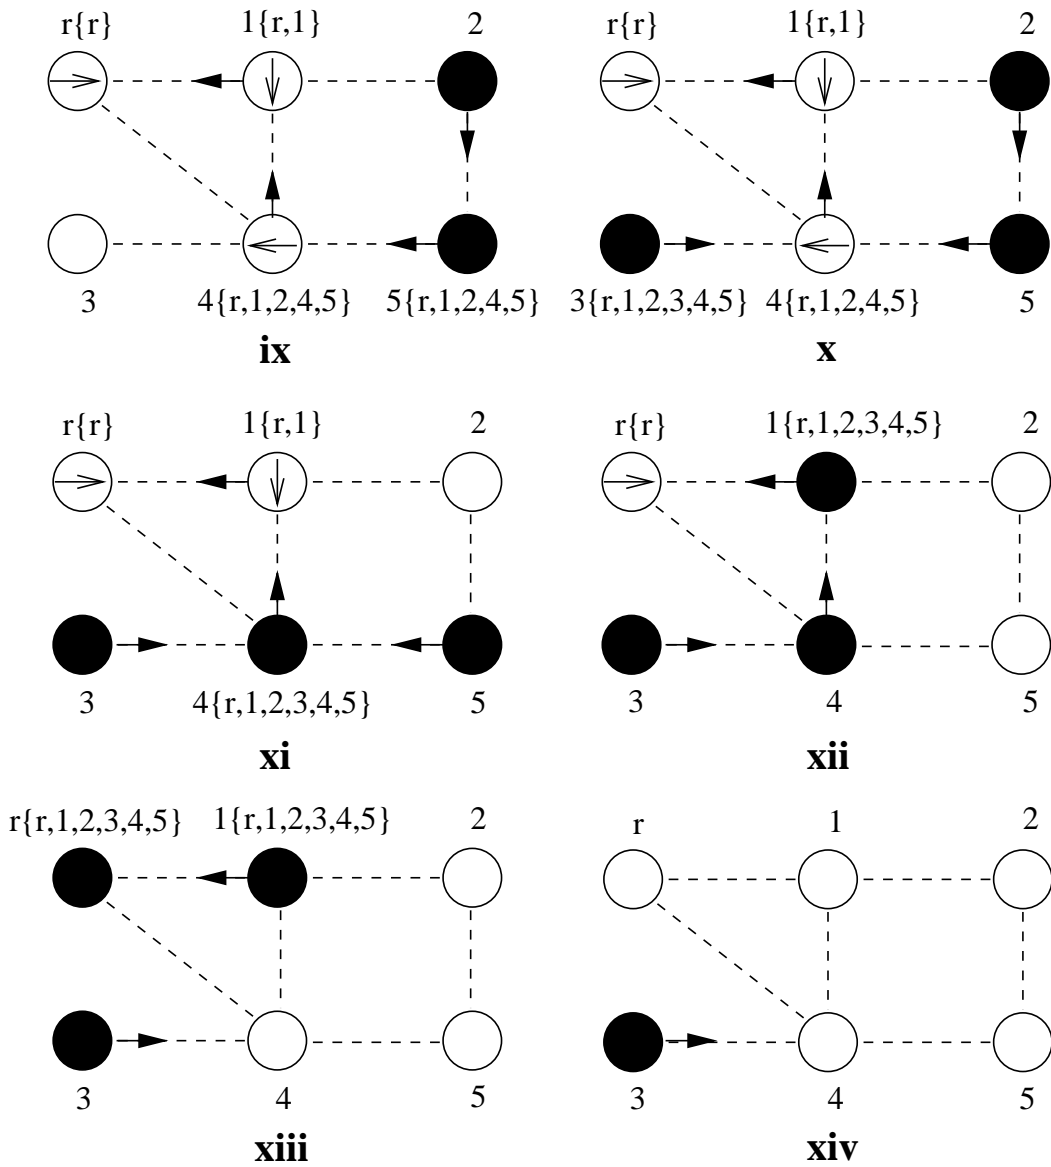 r{r} 1{r,1} 2 r{r} 1{r,1} 2
3 4{r,1,2,4,5} 5{r,1,2,4,5} 3{r,1,2,3,4,5} 4{r,1,2,4,5} 5
ix x
r{r} 1{r,1} 2 r{r} 1{r,1,2,3,4,5} 2
3 4{r,1,2,3,4,5} 5 3 4 5
xi xii
r{r,1,2,3,4,5} 1{r,1,2,3,4,5} 2 r 1 2
3 4 5 3 4 5
xiii xiv